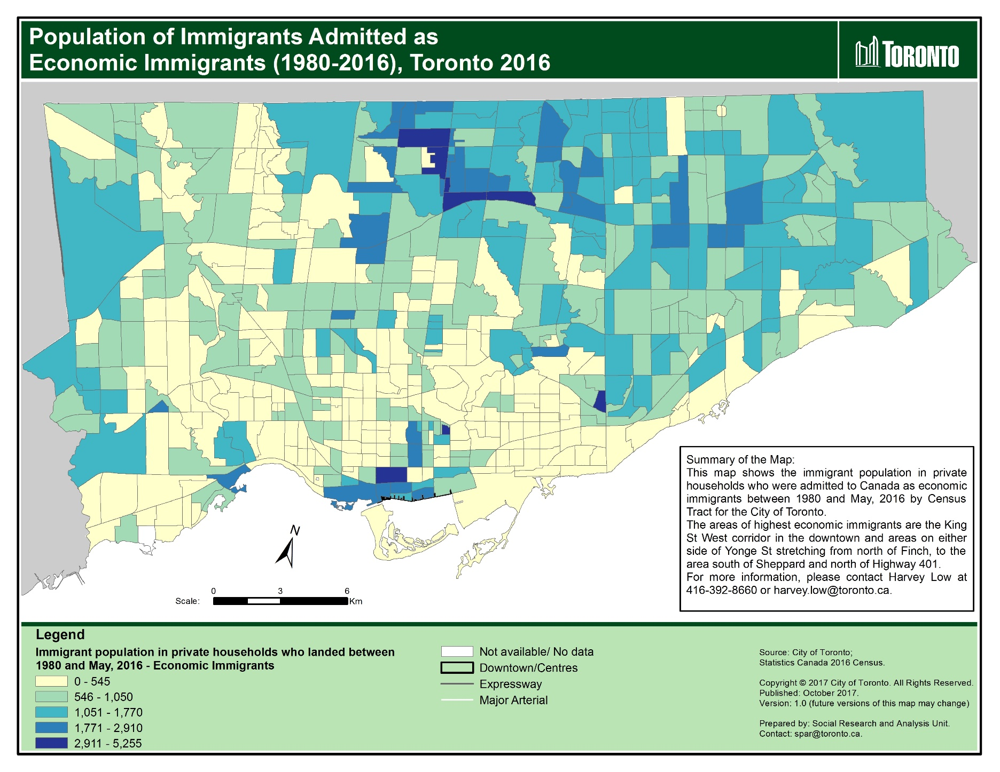 Population of Immigrants Admitted as
Economic Immigrants (1980-2016), Toronto 2016
TORONTO
Summary of the Map:
This map shows the immigrant population in private
households who were admitted to Canada as economic
immigrants between 1980 and May, 2016 by Census
Tract for the City of Toronto.
The areas of highest economic immigrants are the King
St West corridor in the downtown and areas on either
side of Yonge St stretching from north of Finch, to the
area south of Sheppard and north of Highway 401.
For more information, please contact Harvey Low at
416-392-8660 or harvey.low@toronto.ca.
N
0 3 6
Scale: Km
Legend
Immigrant population in private households who landed between
1980 and May, 2016 - Economic Immigrants
0 - 545
546 - 1,050
1,051 - 1,770
1,771 - 2,910
2,911 - 5,255
Not available/ No data
Downtown/Centres
Expressway
Major Arterial
Source: City of Toronto;
Statistics Canada 2016 Census.
Copyright © 2017 City of Toronto. All Rights Reserved.
Published: October 2017.
Version: 1.0 (future versions of this map may change)
Prepared by: Social Research and Analysis Unit.
Contact: spar@toronto.ca.